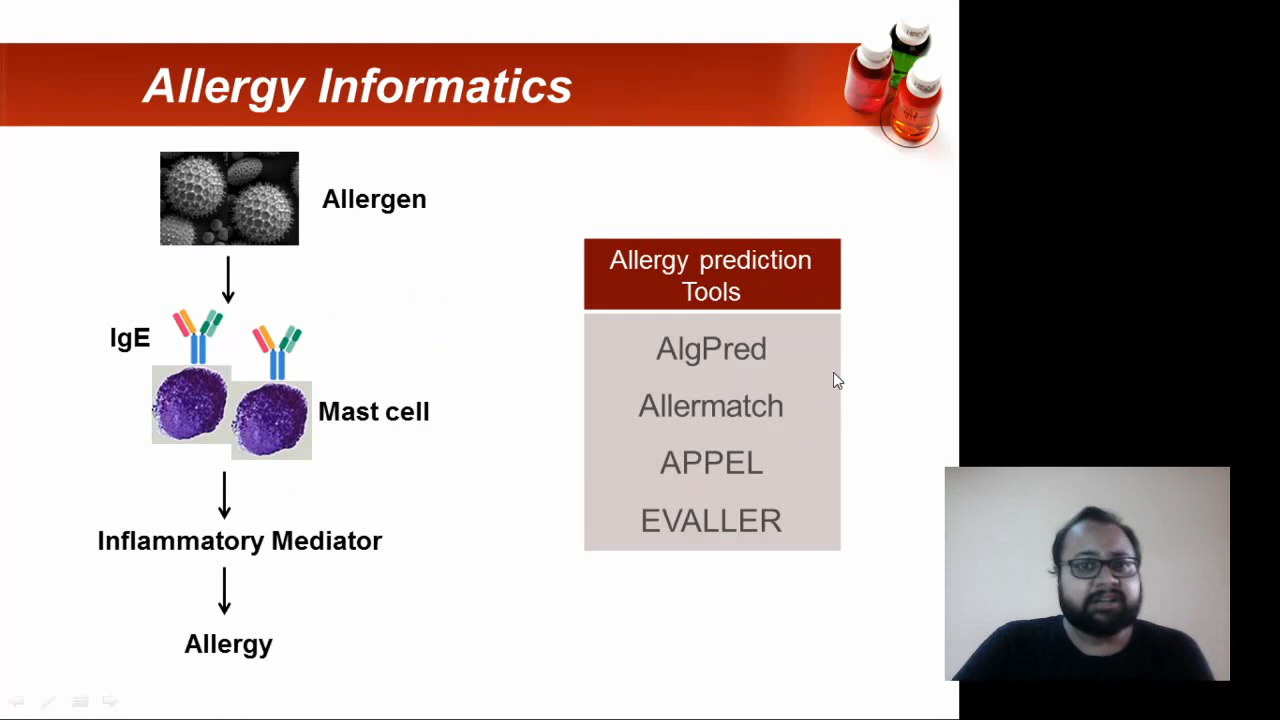 Allergy Informatics
Allergen
IgE
Mast cell
Inflammatory Mediator
Allergy
Allergy prediction
Tools
AlgPred
Allermatch
APPEL
EVALLER